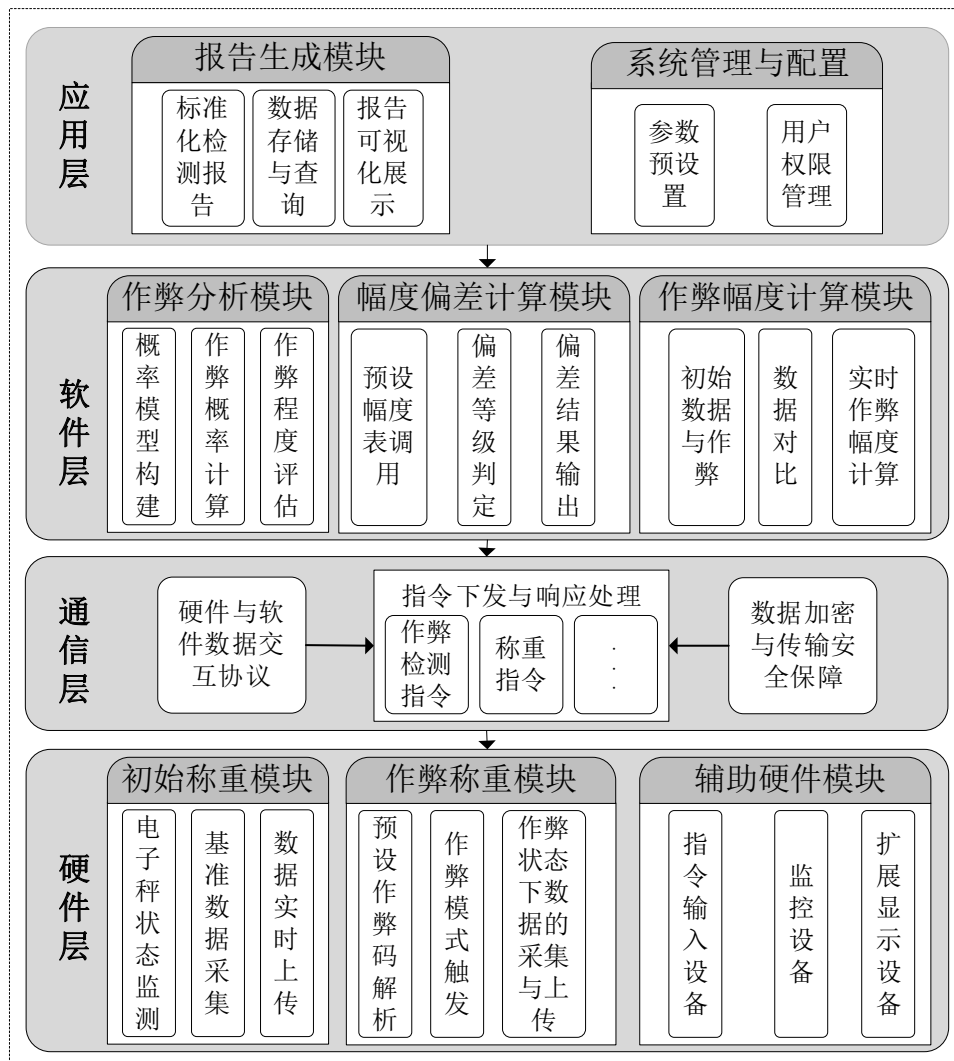 应用层
报告生成模块
标准
化检
测报
告
数据
存储
与查
询
报告
可视
化展
示
系统管理与配置
参数
预设
置
用户
权限
管理
软件层
作弊分析模块
概率模型构建
作弊概率计算
作弊程度评估
幅度偏差计算模块
预设
幅度
表调
用
偏差等级判定
偏差结果输出
作弊幅度计算模块
初始
数据
与作
弊
数据对比
实时
作弊
幅度
计算
通信层
硬件与软
件数据交
互协议
指令下发与响应处理
作弊
检测
指令
称重
指令
...
数据加密
与传输安
全保障
硬件层
初始称重模块
电子秤状态监测
基准数据采集
数据实时上传
作弊称重模块
预设作弊码解析
作弊模式触发
作弊
状态
下数
据的
采集
与上
传
辅助硬件模块
指令输入设备
监控设备
扩展显示设备